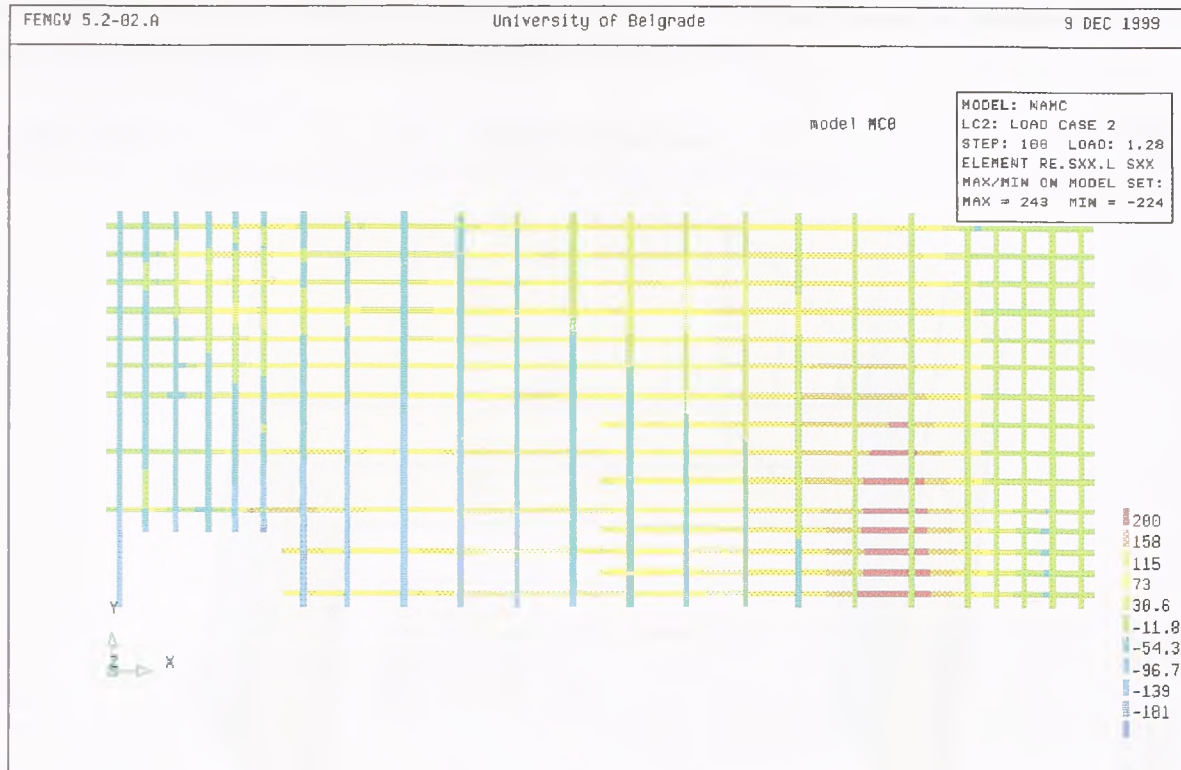 FEMGV 5.2-02.A University of Belgrade 9 DEC 1999
model MC0
MODEL: NAMC
LC2: LOAD CASE 2
STEP: 100 LOAD: 1.28
ELEMENT RE.SXX.L SXX
MAX/MIN ON MODEL SET:
MAX = 243 MIN = -224
200
158
115
73
30.6
-11.8
-54.3
-96.7
-139
-181
Y
Z X